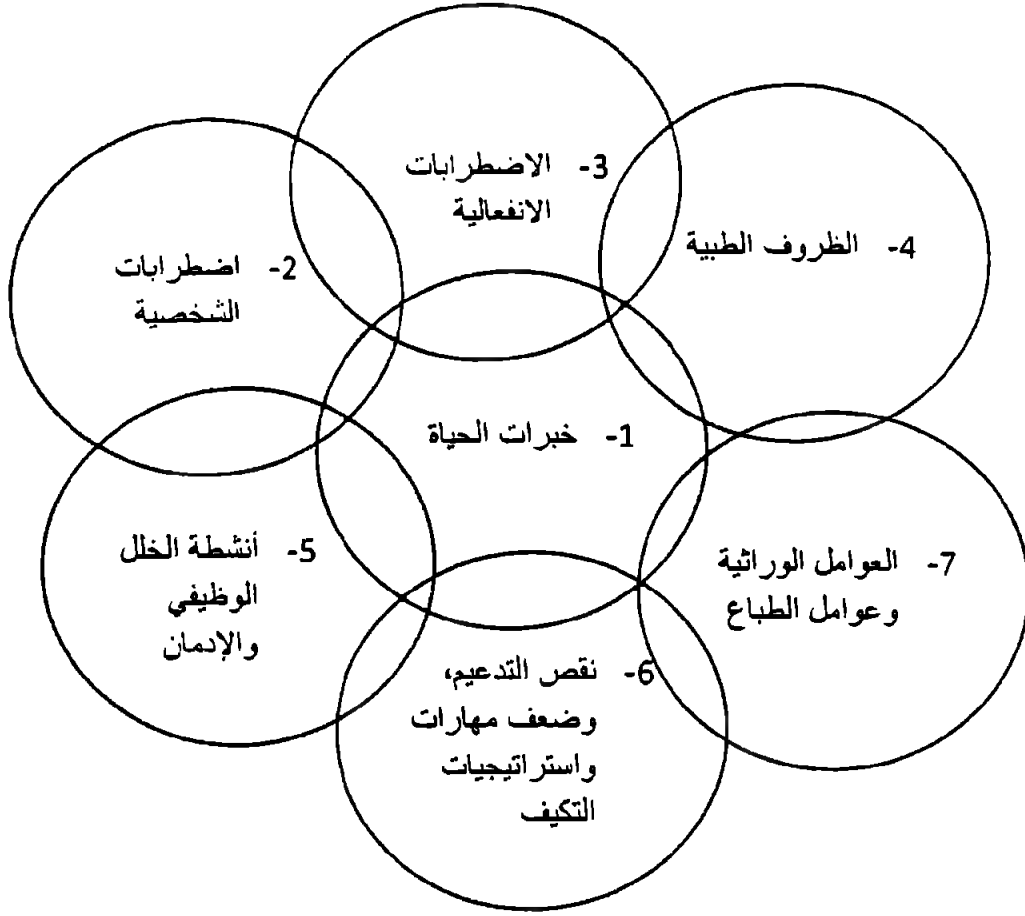 3- الاضطرابات
الانفعالية
4- الظروف الطبية
2- اضطرابات
الشخصية
1- خبرات الحياة
5- أنشطة الخلل
الوظيفي
والإدمان
7- العوامل الوراثية
وعوامل الطباع
6- نقص التدعيم،
وضعف مهارات
واستراتيجيات
التكيف